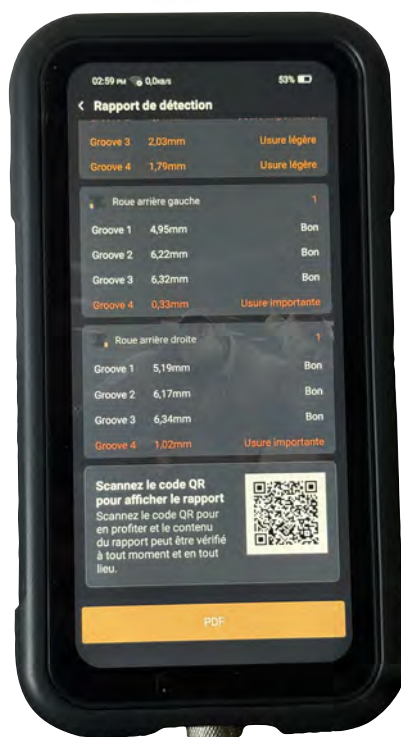 02:59 PM 0,0KB/S 53%
Rapport de détection
Groove 3 2,03mm Usure légère
Groove 4 1,79mm Usure légère
Roue arrière gauche 1
Groove 1 4,95mm Bon
Groove 2 6,22mm Bon
Groove 3 6,32mm Bon
Groove 4 0,33mm Usure importante
Roue arrière droite 1
Groove 1 5,19mm Bon
Groove 2 6,17mm Bon
Groove 3 6,34mm Bon
Groove 4 1,02mm Usure importante
Scannez le code QR
pour afficher le rapport
Scannez le code QR pour
en profiter et le contenu
du rapport peut être vérifié
à tout moment et en tout
lieu.
PDF